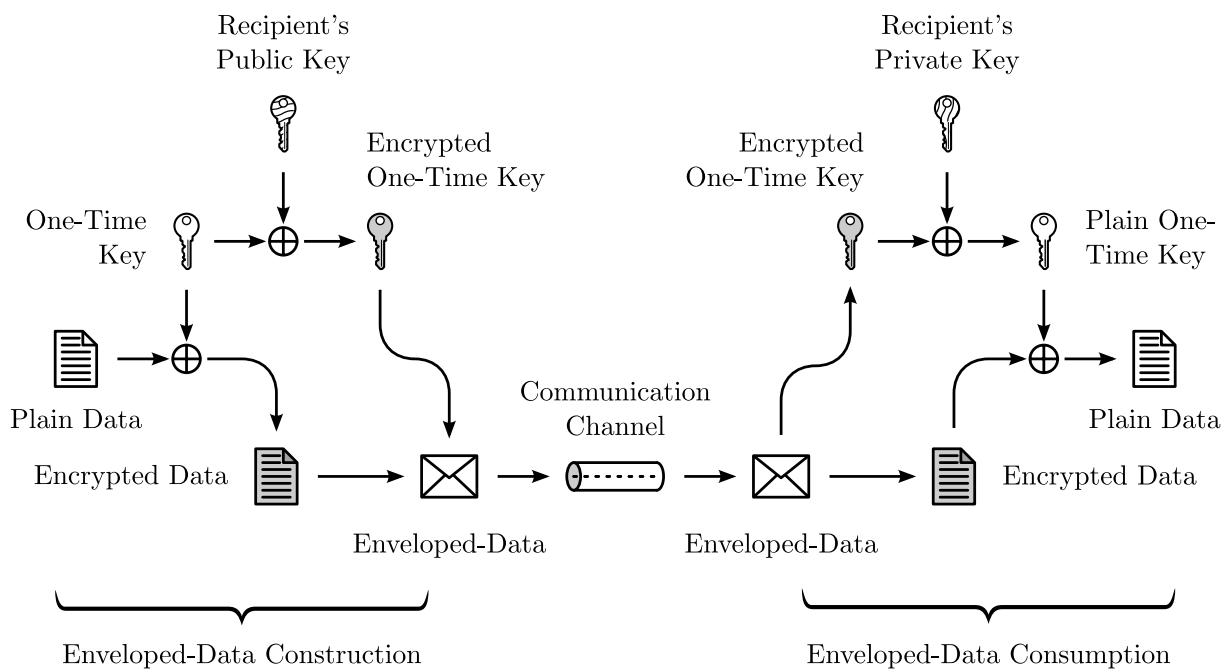 Recipient's
Public Key
Recipient's
Private Key
Encrypted
One-Time Key
Encrypted
One-Time Key
One-Time
Key
Plain One-
Time Key
Plain Data
Communication
Channel
Plain Data
Encrypted Data
Encrypted Data
Enveloped-Data
Enveloped-Data
Enveloped-Data Construction
Enveloped-Data Consumption